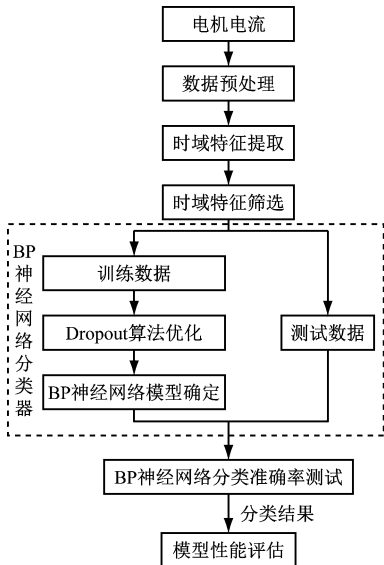 电机电流
数据预处理
时域特征提取
时域特征筛选
BP
神
经
网
络
分
类
器
训练数据
Dropout算法优化
测试数据
BP神经网络模型确定
BP神经网络分类准确率测试
分类结果
模型性能评估